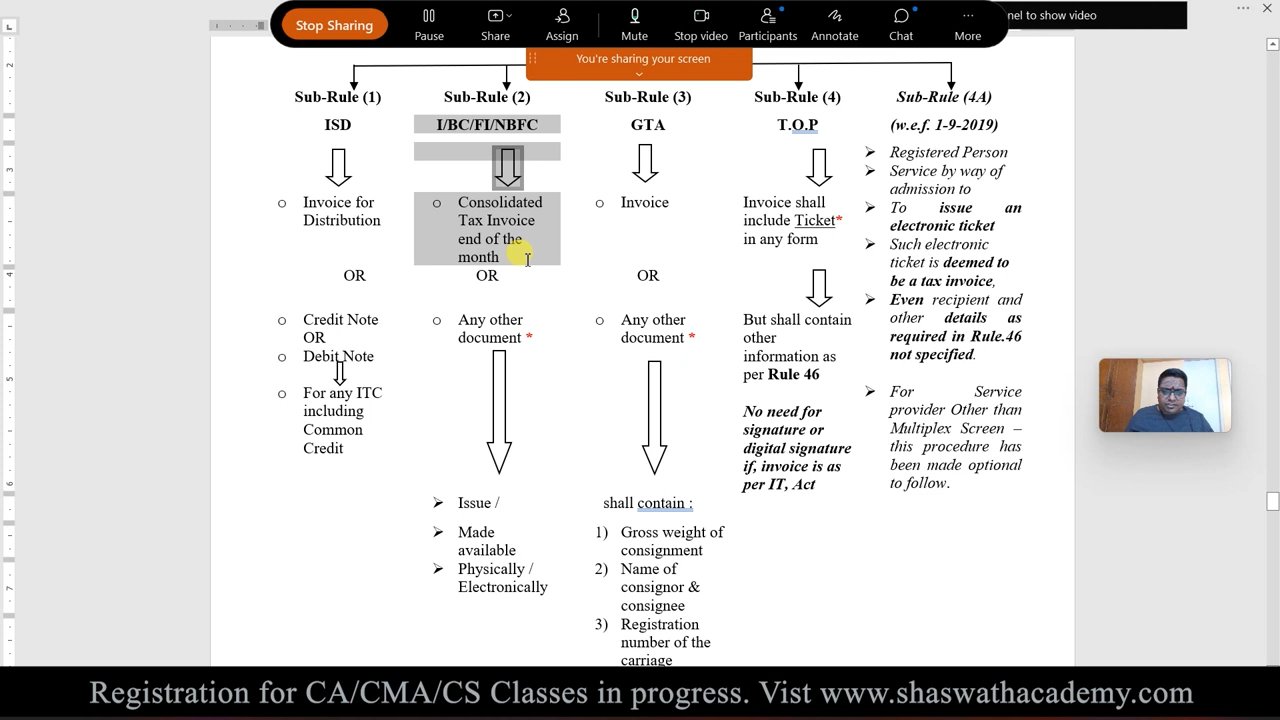 Stop Sharing
Pause
Share
Assign
Mute
Stop video
Participants
Annotate
Chat
More
nel to show video
You're sharing your screen
Sub-Rule (1)
ISD
Invoice for
Distribution
OR
Credit Note
OR
Debit Note
For any ITC
including
Common
Credit
Sub-Rule (2)
I/BC/FI/NBFC
Consolidated
Tax Invoice
end of the
month
OR
Any other
document *
Issue /
Made
available
Physically /
Electronically
Sub-Rule (3)
GTA
Invoice
OR
Any other
document *
shall contain :
1) Gross weight of
consignment
2) Name of
consignor &
consignee
3) Registration
number of the
carriage
Sub-Rule (4)
T.O.P
Invoice shall
include Ticket*
in any form
But shall contain
other
information as
per Rule 46
No need for
signature or
digital signature
if, invoice is as
per IT, Act
Sub-Rule (4A)
(w.e.f. 1-9-2019)
Registered Person
Service by way of
admission to
To issue an
electronic ticket
Such electronic
ticket is deemed to
be a tax invoice,
Even recipient and
other details as
required in Rule.46
not specified.
For Service
provider Other than
Multiplex Screen –
this procedure has
been made optional
to follow.
2
3
4
5
6
7
Registration for CA/CMA/CS Classes in progress. Vist www.shaswathacademy.com